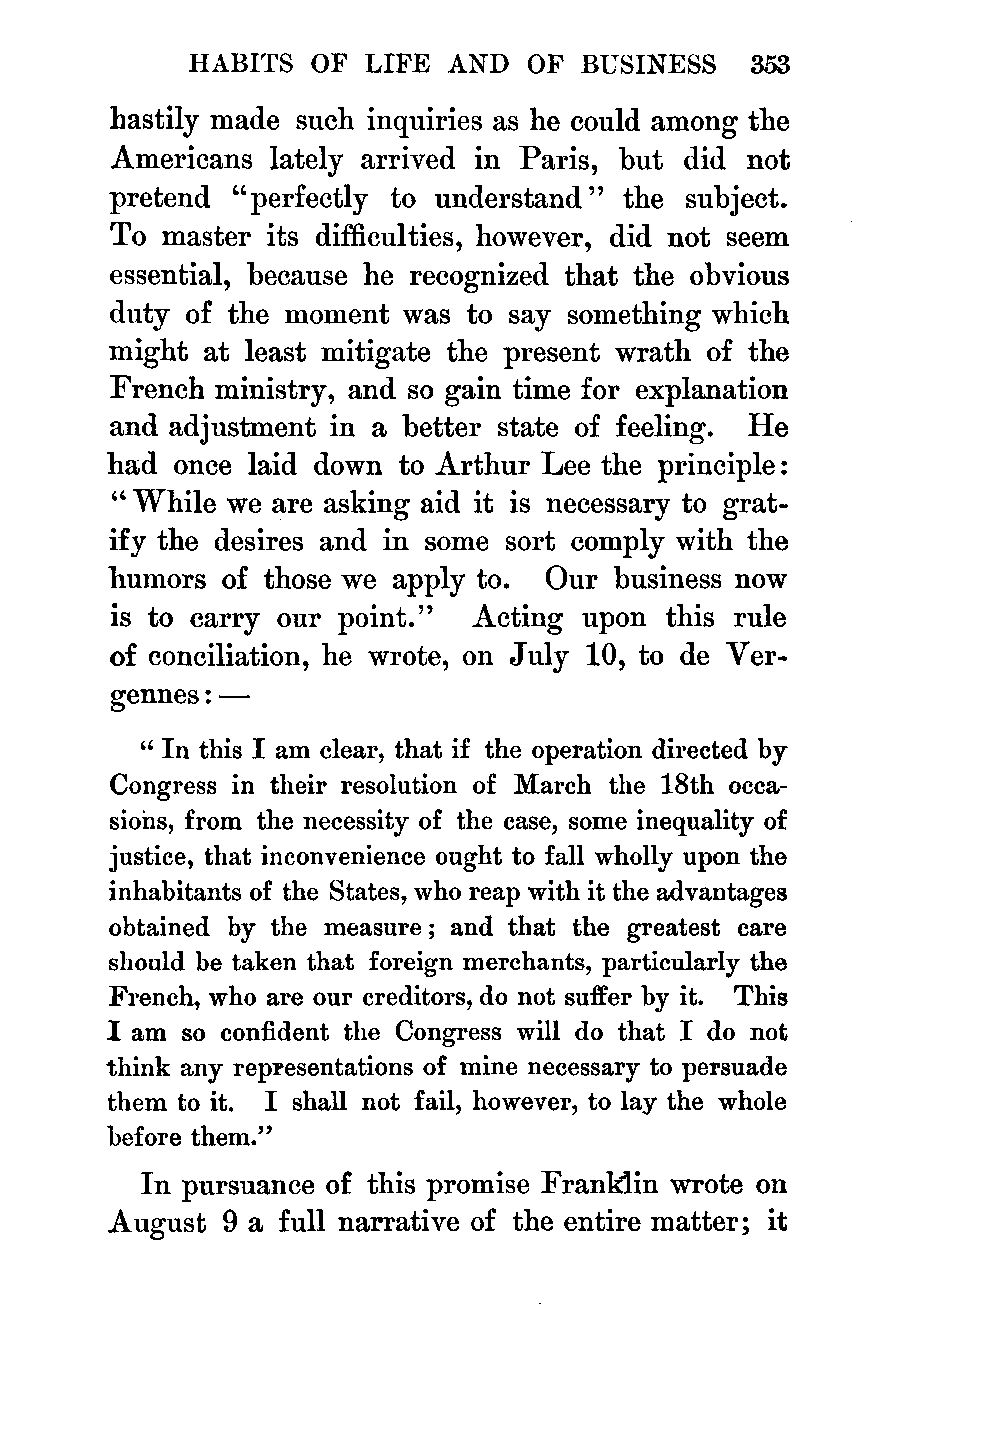 HABITS OF LIFE AND OF BUSINESS 353
hastily made such inquiries as he could among the
Americans lately arrived in Paris, but did not
pretend “perfectly to understand” the subject.
To master its difficulties, however, did not seem
essential, because he recognized that the obvious
duty of the moment was to say something which
might at least mitigate the present wrath of the
French ministry, and so gain time for explanation
and adjustment in a better state of feeling. He
had once laid down to Arthur Lee the principle:
“While we are asking aid it is necessary to grat-
ify the desires and in some sort comply with the
humors of those we apply to. Our business now
is to carry our point.” Acting upon this rule
of conciliation, he wrote, on July 10, to de Ver-
gennes: —
“In this I am clear, that if the operation directed by
Congress in their resolution of March the 18th occa-
sions, from the necessity of the case, some inequality of
justice, that inconvenience ought to fall wholly upon the
inhabitants of the States, who reap with it the advantages
obtained by the measure; and that the greatest care
should be taken that foreign merchants, particularly the
French, who are our creditors, do not suffer by it. This
I am so confident the Congress will do that I do not
think any representations of mine necessary to persuade
them to it. I shall not fail, however, to lay the whole
before them.”
In pursuance of this promise Franklin wrote on
August 9 a full narrative of the entire matter; it